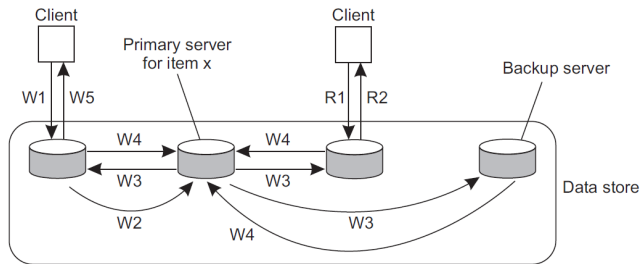 Client
Client
Primary server
for item x
Backup server
W1
W5
R1
R2
W4
W4
W3
W3
Data store
W2
W3
W4